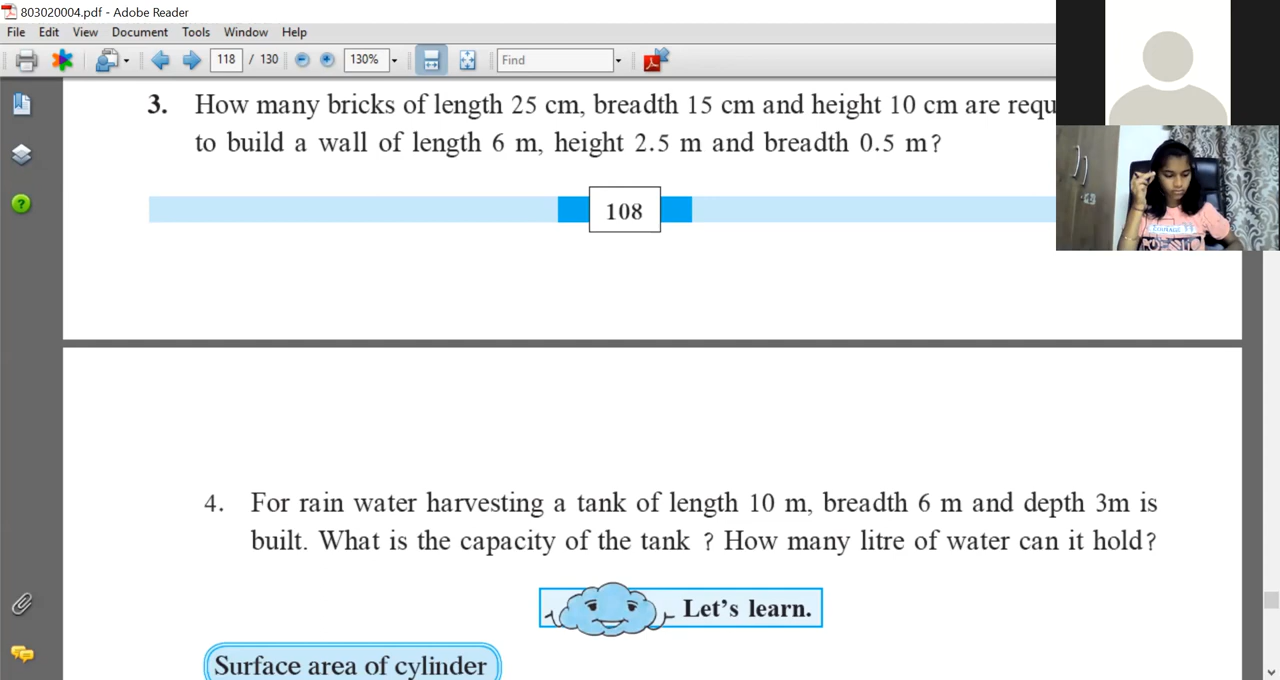 803020004.pdf - Adobe Reader
File Edit View Document Tools Window Help
118 / 130 130% Find
3. How many bricks of length 25 cm, breadth 15 cm and height 10 cm are requ
to build a wall of length 6 m, height 2.5 m and breadth 0.5 m?
108
4. For rain water harvesting a tank of length 10 m, breadth 6 m and depth 3m is
built. What is the capacity of the tank ? How many litre of water can it hold?
Let's learn.
Surface area of cylinder